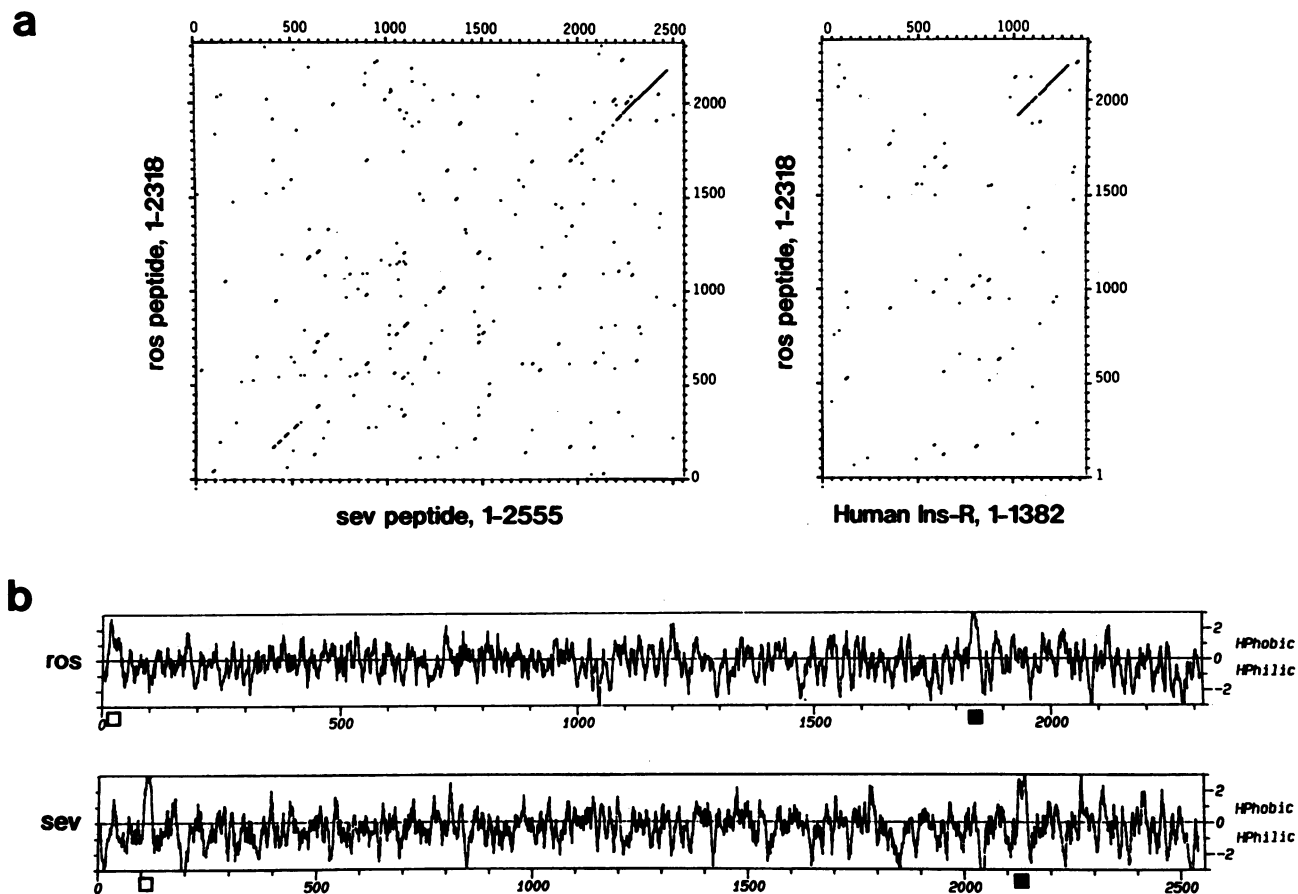 a
0 500 1000 1500 2000 2500
2000
1500
1000
500
0
ros peptide, 1-2318
sev peptide, 1-2555
0 500 1000
2000
1500
1000
500
1
ros peptide, 1-2318
Human Ins-R, 1-1382
b
ros
2
0
-2
HPhobic
HPhilic
0 500 1000 1500 2000
sev
2
0
-2
HPhobic
HPhilic
0 500 1000 1500 2000 2500